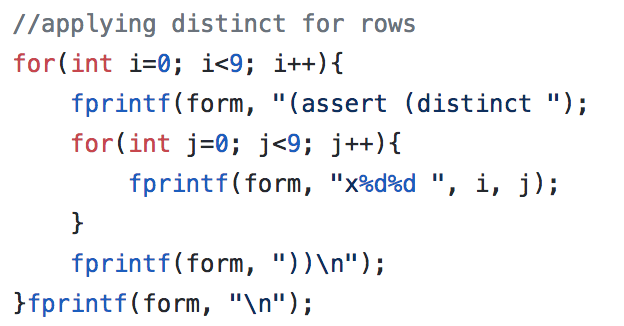 //applying distinct for rows
for(int i=0; i<9; i++){
    fprintf(form, "(assert (distinct ");
    for(int j=0; j<9; j++){
        fprintf(form, "x%d%d ", i, j);
    }
    fprintf(form, "))\n");
}fprintf(form, "\n");